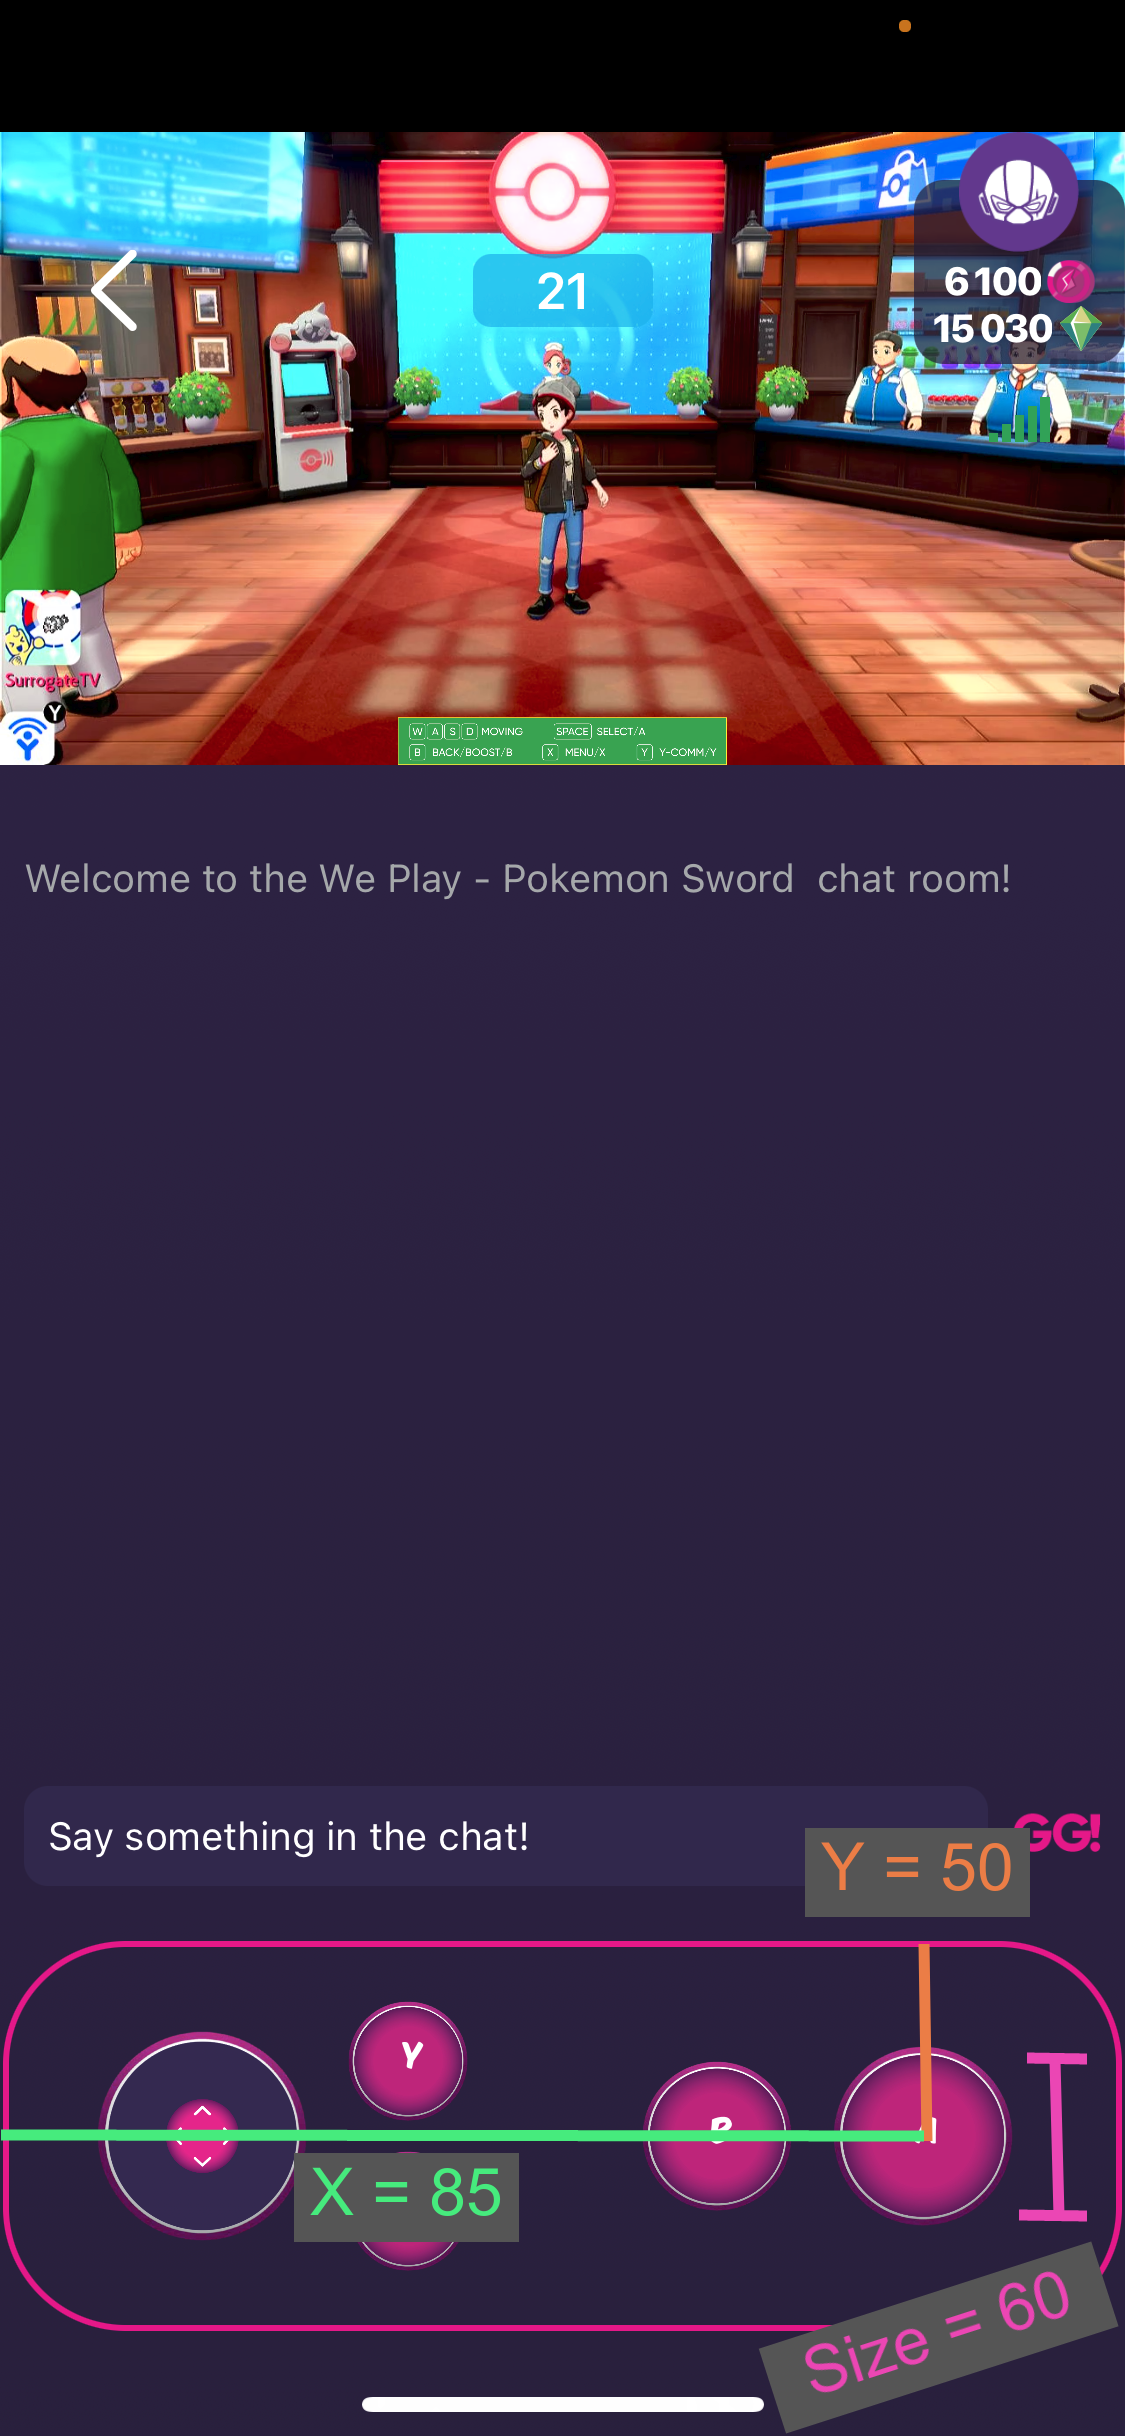 21
6 100
15 030
SurrogateTV
Y
W A S D MOVING SPACE SELECT/A
B BACK/BOOST/B X MENU/X Y Y-COMM/Y
Welcome to the We Play - Pokemon Sword chat room!
Say something in the chat!
GG!
Y = 50
Y
B
X = 85
Size = 60